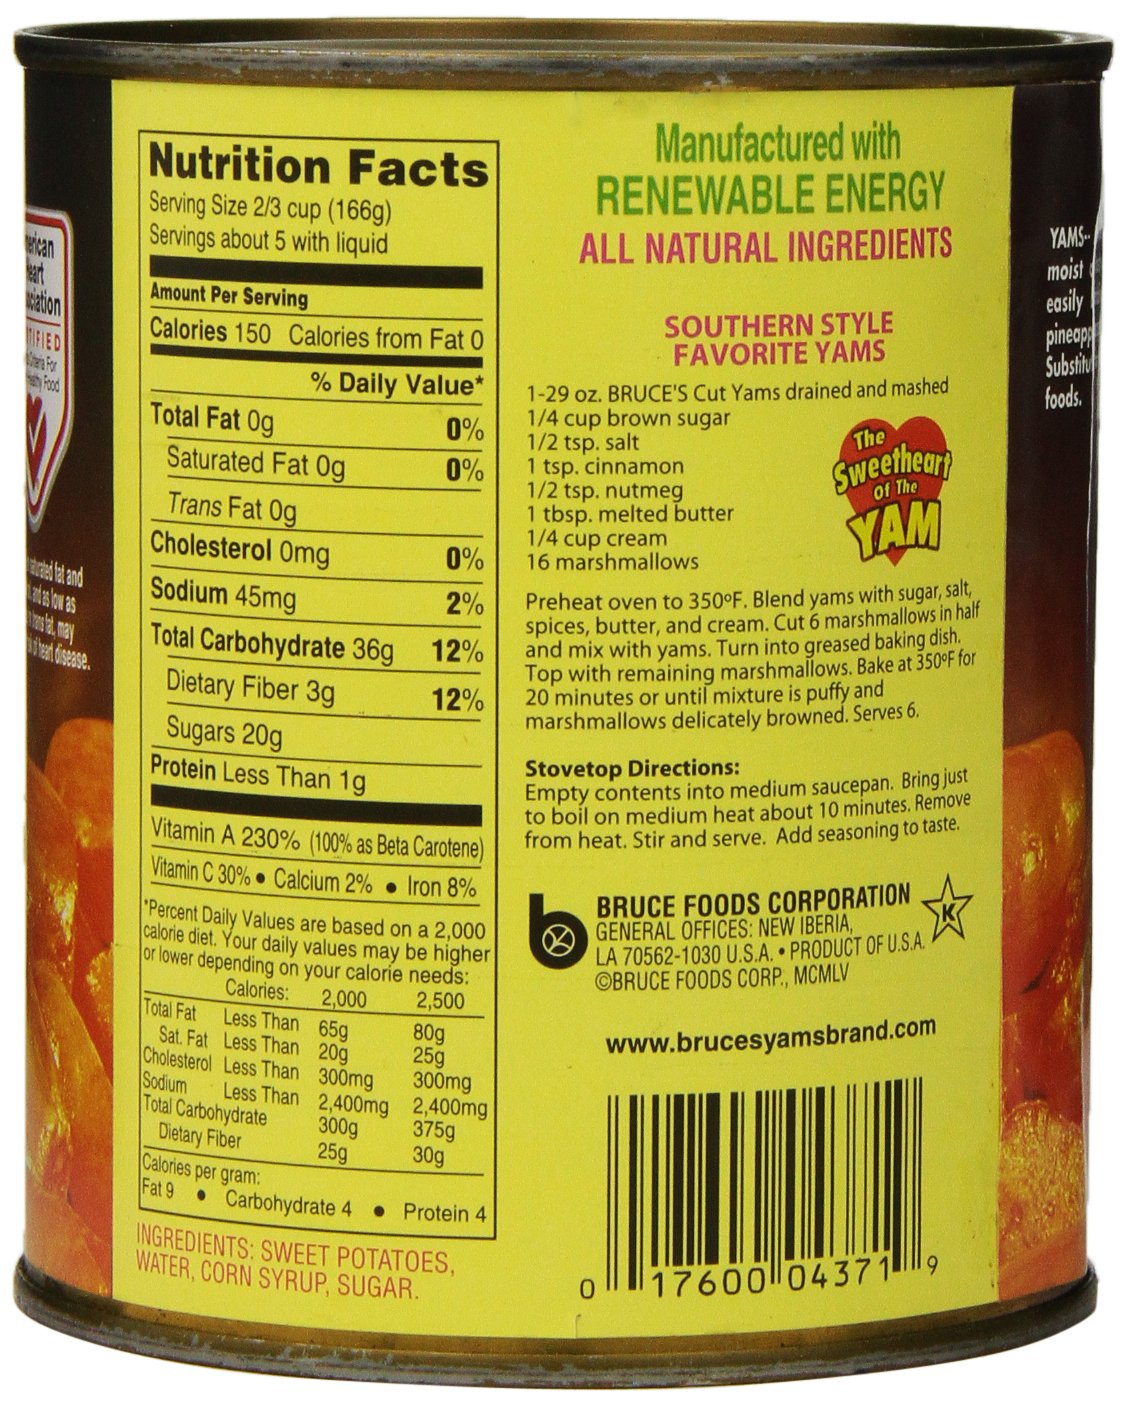 Nutrition Facts
Serving Size 2/3 cup (166g)
Servings about 5 with liquid
Amount Per Serving
Calories 150 Calories from Fat 0
% Daily Value*
Total Fat 0g 0%
Saturated Fat 0g 0%
Trans Fat 0g
Cholesterol 0mg 0%
Sodium 45mg 2%
Total Carbohydrate 36g 12%
Dietary Fiber 3g 12%
Sugars 20g
Protein Less Than 1g
Vitamin A 230% (100% as Beta Carotene)
Vitamin C 30% • Calcium 2% • Iron 8%
*Percent Daily Values are based on a 2,000
calorie diet. Your daily values may be higher
or lower depending on your calorie needs:
Calories: 2,000 2,500
Total Fat Less Than 65g 80g
Sat. Fat Less Than 20g 25g
Cholesterol Less Than 300mg 300mg
Sodium Less Than 2,400mg 2,400mg
Total Carbohydrate 300g 375g
Dietary Fiber 25g 30g
Calories per gram:
Fat 9 • Carbohydrate 4 • Protein 4
INGREDIENTS: SWEET POTATOES,
WATER, CORN SYRUP, SUGAR.
Manufactured with
RENEWABLE ENERGY
ALL NATURAL INGREDIENTS
SOUTHERN STYLE
FAVORITE YAMS
1-29 oz. BRUCE'S Cut Yams drained and mashed
1/4 cup brown sugar
1/2 tsp. salt
1 tsp. cinnamon
1/2 tsp. nutmeg
1 tbsp. melted butter
1/4 cup cream
16 marshmallows
The
Sweetheart
Of The
YAM
Preheat oven to 350ºF. Blend yams with sugar, salt,
spices, butter, and cream. Cut 6 marshmallows in half
and mix with yams. Turn into greased baking dish.
Top with remaining marshmallows. Bake at 350ºF for
20 minutes or until mixture is puffy and
marshmallows delicately browned. Serves 6.
Stovetop Directions:
Empty contents into medium saucepan. Bring just
to boil on medium heat about 10 minutes. Remove
from heat. Stir and serve. Add seasoning to taste.
b
BRUCE FOODS CORPORATION
GENERAL OFFICES: NEW IBERIA,
LA 70562-1030 U.S.A. • PRODUCT OF U.S.A.
©BRUCE FOODS CORP., MCMLV
K
www.brucesyamsbrand.com
0 17600 04371 9
YAMS--
moist
easily
foods.
saturated fat and
and as low as
trans fat, may
of heart disease.